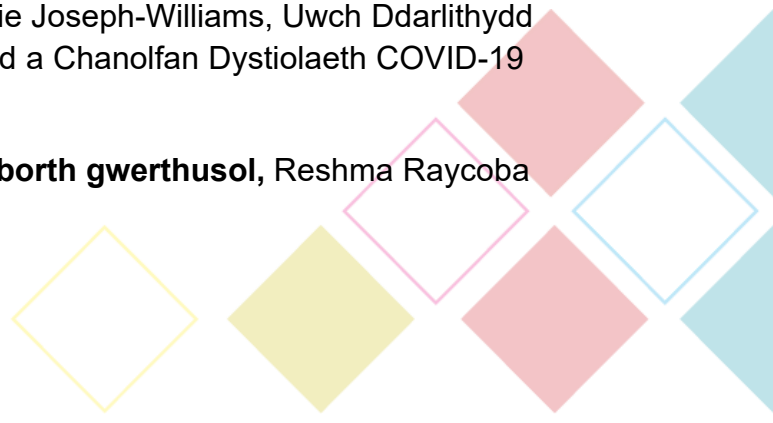 ie Joseph-Williams, Uwch Ddarlithydd
d a Chanolfan Dystiolaeth COVID-19
borth gwerthusol, Reshma Raycoba